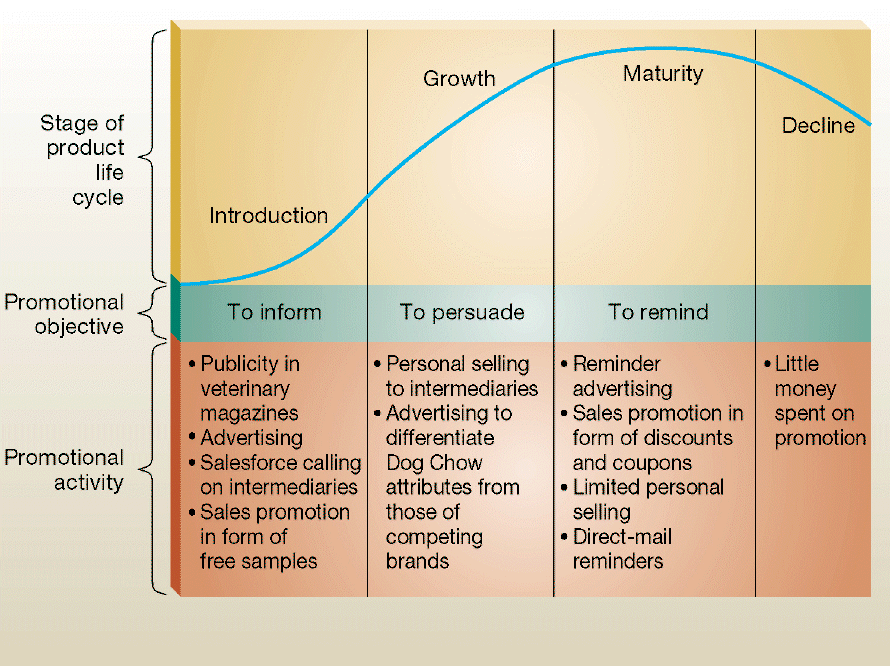 Stage of
product
life
cycle
Introduction
Growth
Maturity
Decline
Promotional
objective
To inform
To persuade
To remind
Promotional
activity
• Publicity in
veterinary
magazines
• Advertising
• Salesforce calling
on intermediaries
• Sales promotion
in form of
free samples
• Personal selling
to intermediaries
• Advertising to
differentiate
Dog Chow
attributes from
those of
competing
brands
• Reminder
advertising
• Sales promotion in
form of discounts
and coupons
• Limited personal
selling
• Direct-mail
reminders
• Little
money
spent on
promotion